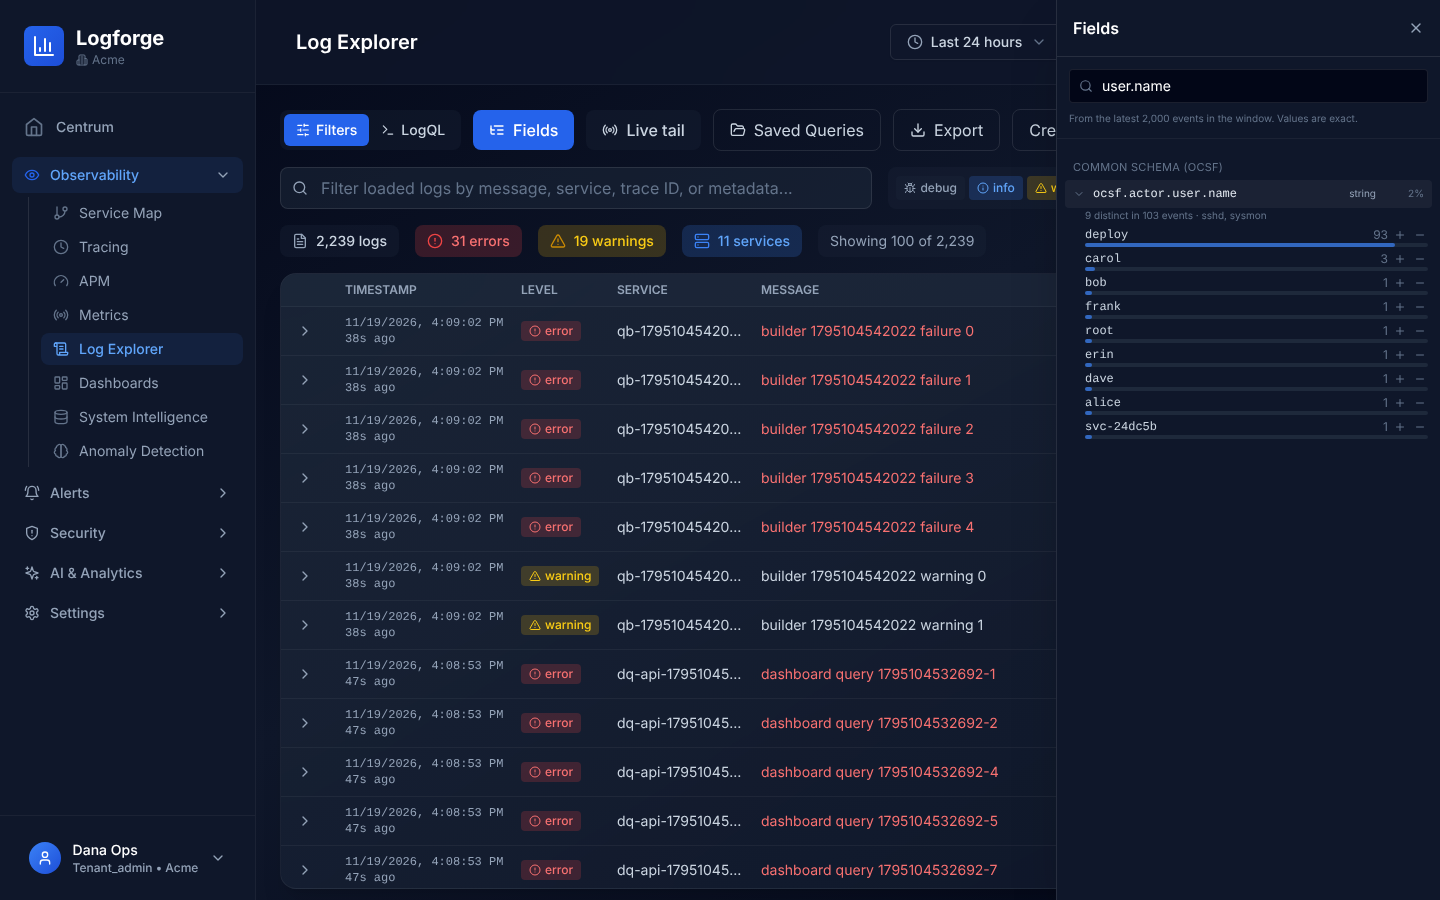 Logforge
Acme
Centrum
Observability
Service Map
Tracing
APM
Metrics
Log Explorer
Dashboards
System Intelligence
Anomaly Detection
Alerts
Security
AI & Analytics
Settings
Dana Ops
Tenant_admin • Acme
Log Explorer
Last 24 hours
Filters
LogQL
Fields
Live tail
Saved Queries
Export
Cre
Filter loaded logs by message, service, trace ID, or metadata...
debug
info
w
2,239 logs
31 errors
19 warnings
11 services
Showing 100 of 2,239
TIMESTAMP LEVEL SERVICE MESSAGE
11/19/2026, 4:09:02 PM error qb-1795104542O... builder 1795104542022 failure 0
38s ago
11/19/2026, 4:09:02 PM error qb-1795104542O... builder 1795104542022 failure 1
38s ago
11/19/2026, 4:09:02 PM error qb-1795104542O... builder 1795104542022 failure 2
38s ago
11/19/2026, 4:09:02 PM error qb-1795104542O... builder 1795104542022 failure 3
38s ago
11/19/2026, 4:09:02 PM error qb-1795104542O... builder 1795104542022 failure 4
38s ago
11/19/2026, 4:09:02 PM warning qb-1795104542O... builder 1795104542022 warning 0
38s ago
11/19/2026, 4:09:02 PM warning qb-1795104542O... builder 1795104542022 warning 1
38s ago
11/19/2026, 4:08:53 PM error dq-api-17951045... dashboard query 1795104532692-1
47s ago
11/19/2026, 4:08:53 PM error dq-api-17951045... dashboard query 1795104532692-2
47s ago
11/19/2026, 4:08:53 PM error dq-api-17951045... dashboard query 1795104532692-4
47s ago
11/19/2026, 4:08:53 PM error dq-api-17951045... dashboard query 1795104532692-5
47s ago
11/19/2026, 4:08:53 PM error dq-api-17951045... dashboard query 1795104532692-7
47s ago
Fields
user.name
From the latest 2,000 events in the window. Values are exact.
COMMON SCHEMA (OCSF)
ocsf.actor.user.name string 2%
9 distinct in 103 events · sshd, sysmon
deploy 93 + −
carol 3 + −
bob 1 + −
frank 1 + −
root 1 + −
erin 1 + −
dave 1 + −
alice 1 + −
svc-24dc5b 1 + −